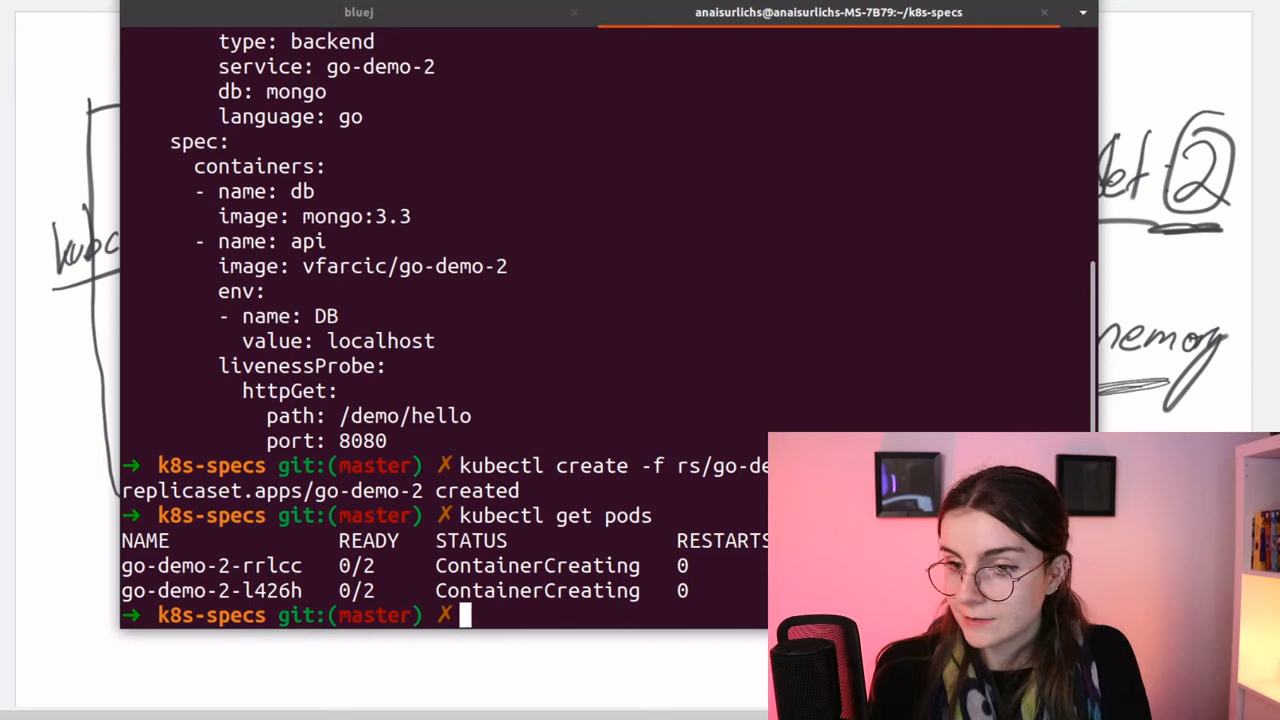 bluej
anaisurlichs@anaisurlichs-MS-7B79:~/k8s-specs
type: backend
service: go-demo-2
db: mongo
language: go
spec:
containers:
- name: db
image: mongo:3.3
- name: api
image: vfarcic/go-demo-2
env:
- name: DB
value: localhost
livenessProbe:
httpGet:
path: /demo/hello
port: 8080
→ k8s-specs git:(master) ✗ kubectl create -f rs/go-de
replicaset.apps/go-demo-2 created
→ k8s-specs git:(master) ✗ kubectl get pods
NAME READY STATUS RESTARTS
go-demo-2-rrlcc 0/2 ContainerCreating 0
go-demo-2-l426h 0/2 ContainerCreating 0
→ k8s-specs git:(master) ✗
2
memory